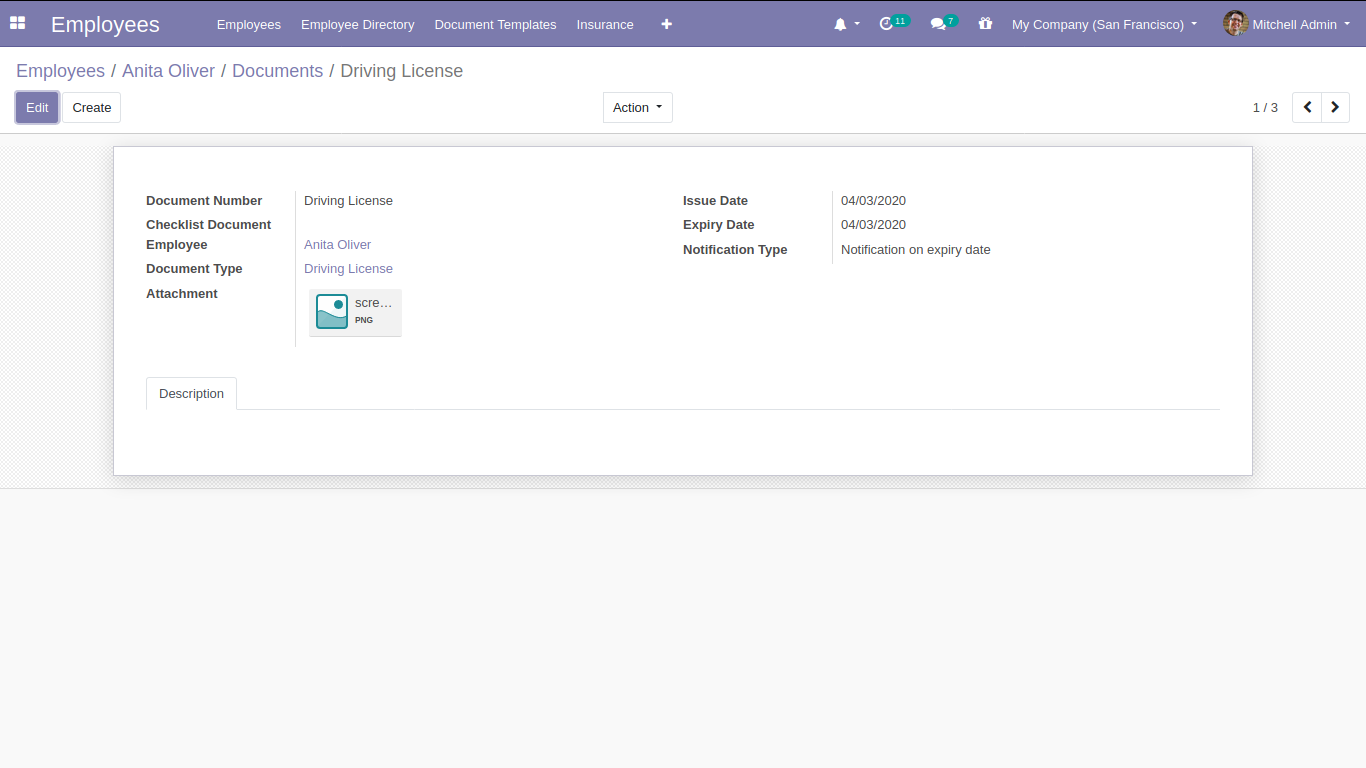 Employees Employees Employee Directory Document Templates Insurance 11 7 My Company (San Francisco) Mitchell Admin
Employees / Anita Oliver / Documents / Driving License
Edit Create Action 1 / 3
Document Number Driving License Issue Date 04/03/2020
Checklist Document Expiry Date 04/03/2020
Employee Anita Oliver Notification Type Notification on expiry date
Document Type Driving License
Attachment scre...
PNG
Description